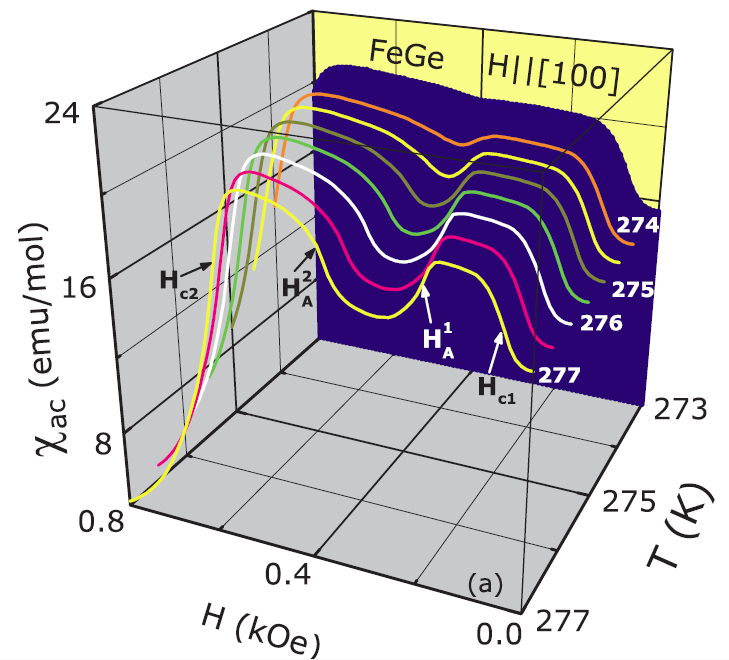 FeGe H||[100]
24
16
8
χac (emu/mol)
Hc2
H²A
H¹A
Hc1
274
275
276
277
273
275
277
T (K)
0.8
0.4
0.0
H (kOe)
(a)